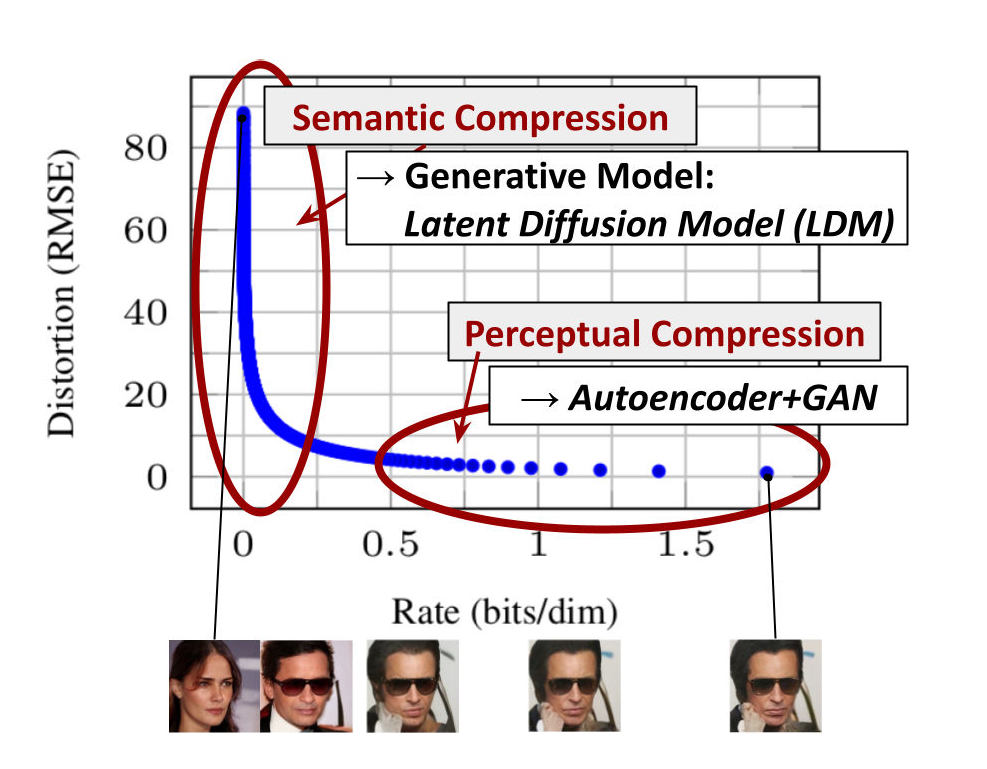 Semantic Compression
→ Generative Model:
Latent Diffusion Model (LDM)
Perceptual Compression
→ Autoencoder+GAN
Distortion (RMSE)
80
60
40
20
0
0 0.5 1 1.5
Rate (bits/dim)